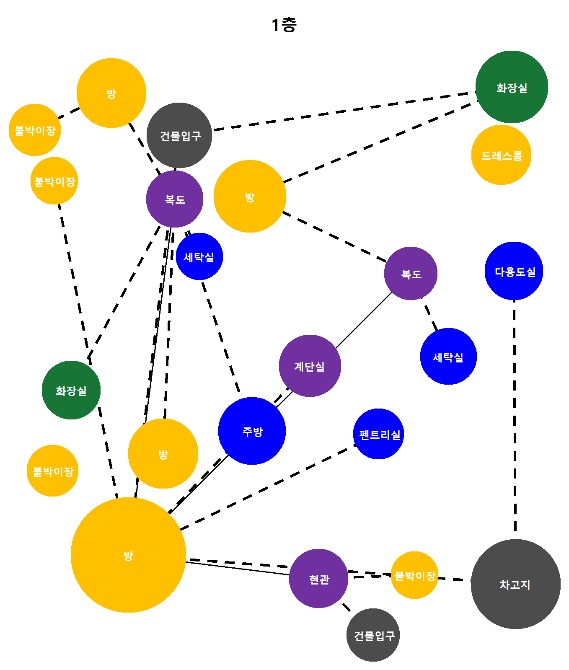 1층
방
화장실
붙박이장
건물입구
드레스룸
붙박이장
복도
방
세탁실
복도
다용도실
계단실
세탁실
화장실
주방
펜트리실
방
붙박이장
방
현관
붙박이장
차고지
건물입구